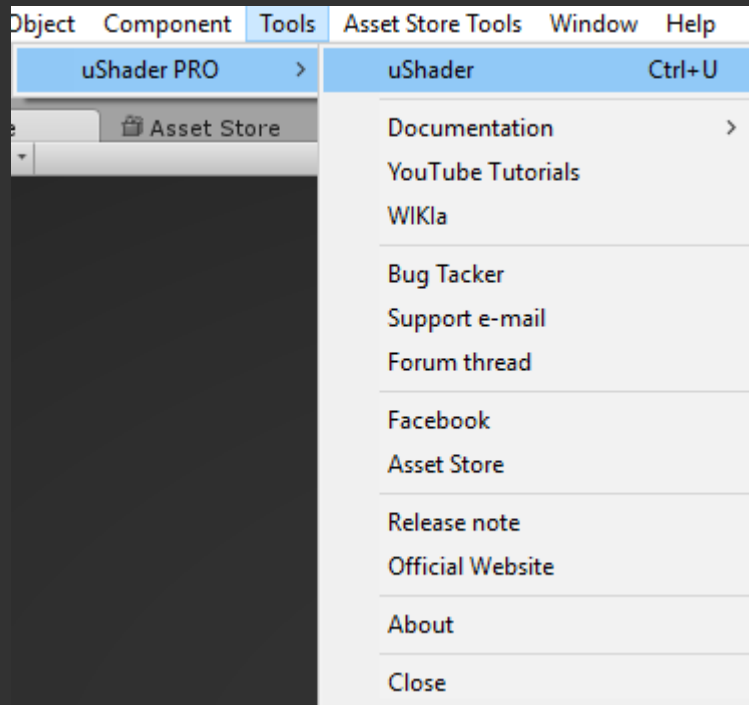 Object Component Tools Asset Store Tools Window Help
uShader PRO >
uShader Ctrl+U
Asset Store
Documentation >
YouTube Tutorials
WIKIa
Bug Tacker
Support e-mail
Forum thread
Facebook
Asset Store
Release note
Official Website
About
Close